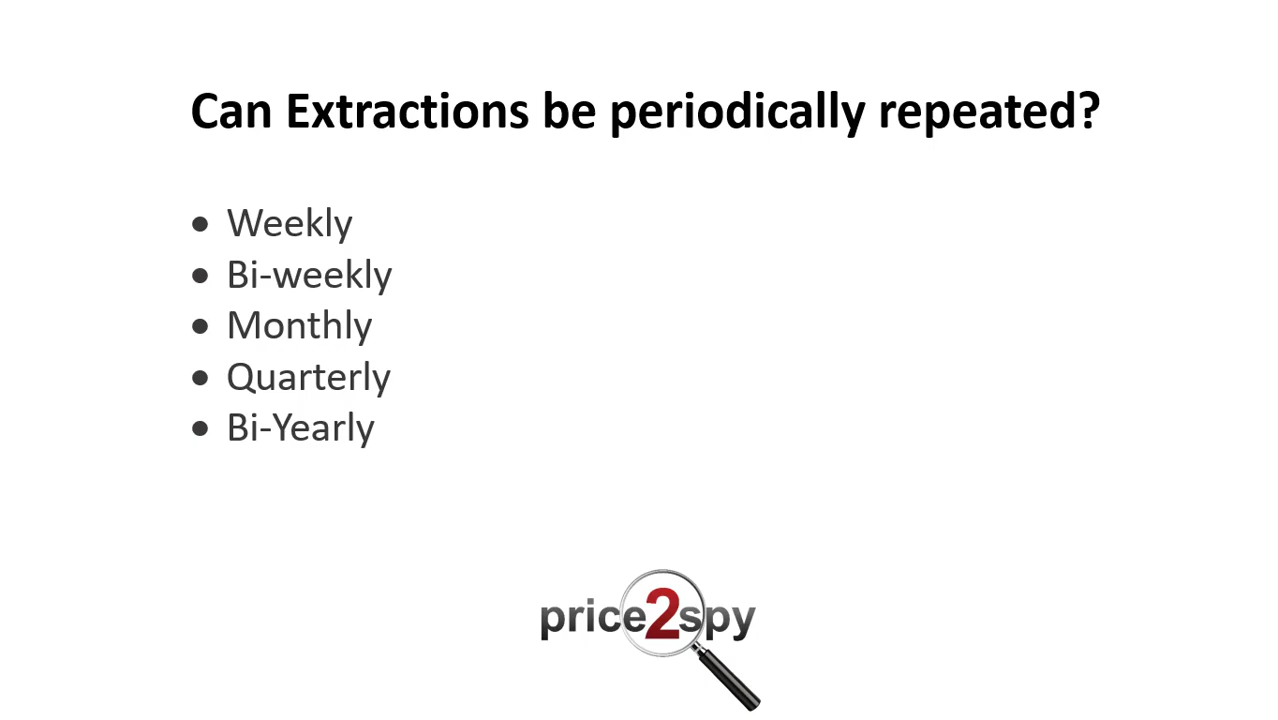 Can Extractions be periodically repeated?
• Weekly
• Bi-weekly
• Monthly
• Quarterly
• Bi-Yearly
price2spy